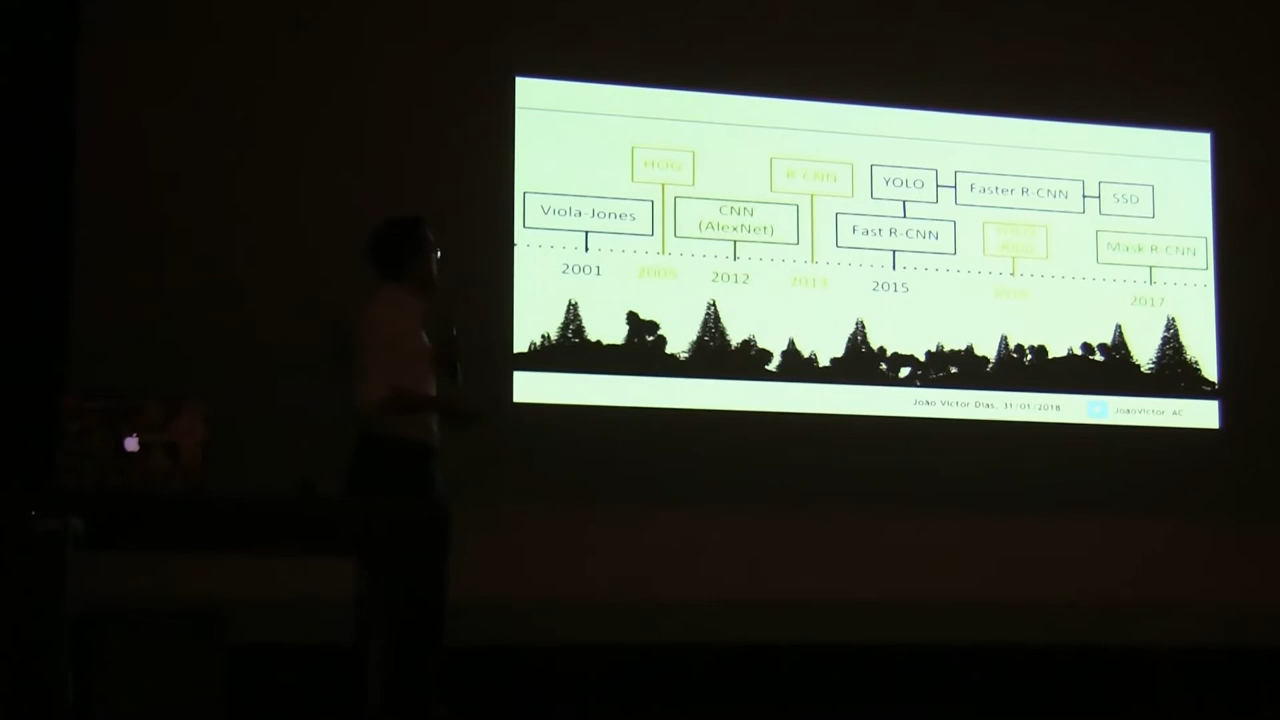 HOG
R-CNN
YOLO
Faster R-CNN
SSD
Viola-Jones
CNN
(AlexNet)
Fast R-CNN
Mask R-CNN
2001
2012
2013
2015
2017
João Victor Dias, 31/01/2018
JoaoVictor_AC